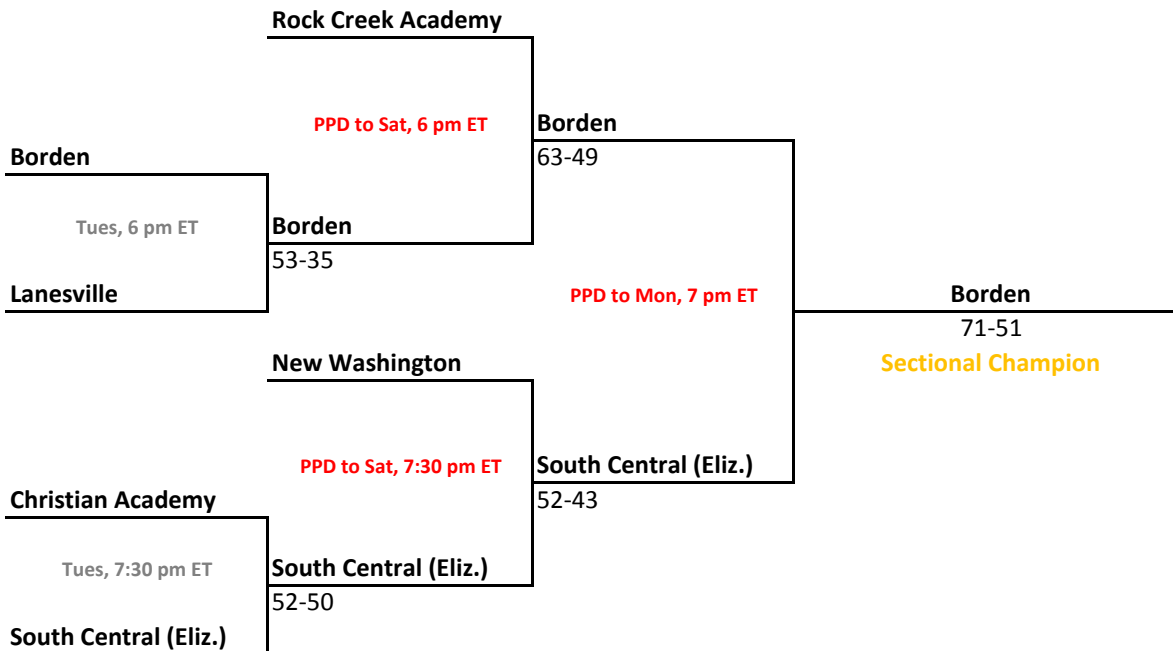 Rock Creek Academy
PPD to Sat, 6 pm ET
Borden
63-49
Borden
Tues, 6 pm ET
Borden
53-35
Lanesville
PPD to Mon, 7 pm ET
Borden
71-51
Sectional Champion
New Washington
PPD to Sat, 7:30 pm ET
South Central (Eliz.)
52-43
Christian Academy
Tues, 7:30 pm ET
South Central (Eliz.)
52-50
South Central (Eliz.)